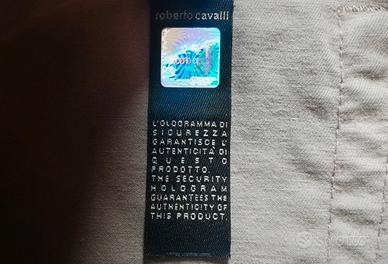 roberto cavalli
L'OLOGRAMMA DI
SICUREZZA
GARANTISCE L'
AUTENTICITÀ DI
QUESTO
PRODOTTO.
THE SECURITY
HOLOGRAM
GUARANTEES THE
AUTHENTICITY OF
THIS PRODUCT.
subito